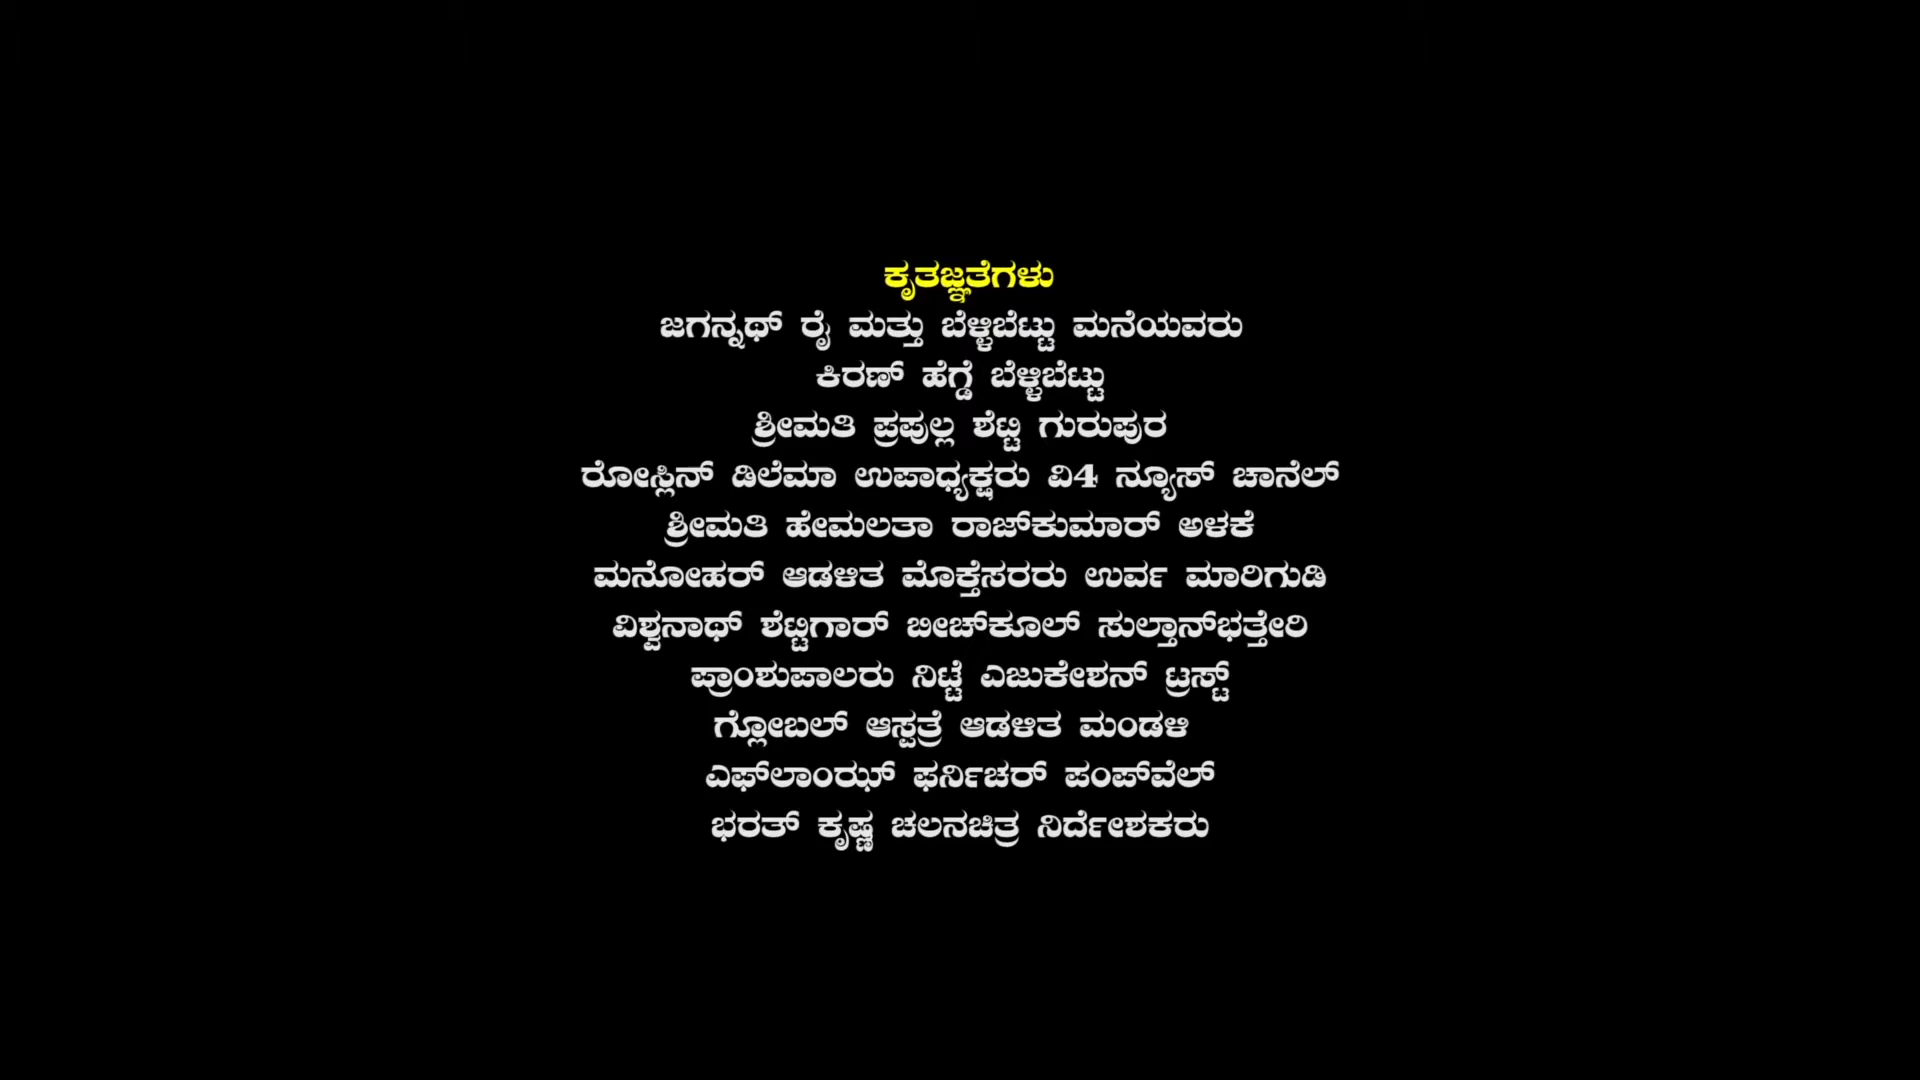 ಕೃತಜ್ಞತೆಗಳು
ಜಗನ್ನಥ್ ರೈ ಮತ್ತು ಬೆಳ್ಳಿಬೆಟ್ಟು ಮನೆಯವರು
ಕಿರಣ್ ಹೆಗ್ಡೆ ಬೆಳ್ಳಿಬೆಟ್ಟು
ಶ್ರೀಮತಿ ಪ್ರಪುಲ್ಲ ಶೆಟ್ಟಿ ಗುರುಪುರ
ರೋಸ್ಲಿನ್ ಡಿಲೆಮಾ ಉಪಾಧ್ಯಕ್ಷರು ವಿ4 ನ್ಯೂಸ್ ಚಾನೆಲ್
ಶ್ರೀಮತಿ ಹೇಮಲತಾ ರಾಜ್‌ಕುಮಾರ್ ಅಳಕೆ
ಮನೋಹರ್ ಆಡಳಿತ ಮೊಕ್ತೆಸರರು ಉರ್ವ ಮಾರಿಗುಡಿ
ವಿಶ್ವನಾಥ್ ಶೆಟ್ಟಿಗಾರ್ ಬೀಚ್‌ಕೂಲ್ ಸುಲ್ತಾನ್‌ಭತ್ತೇರಿ
ಪ್ರಾಂಶುಪಾಲರು ನಿಟ್ಟೆ ಎಜುಕೇಶನ್ ಟ್ರಸ್ಟ್
ಗ್ಲೋಬಲ್ ಆಸ್ಪತ್ರೆ ಆಡಳಿತ ಮಂಡಳಿ
ಎಫ್‌ಲಾಂಝ್ ಫರ್ನಿಚರ್ ಪಂಪ್‌ವೆಲ್
ಭರತ್ ಕೃಷ್ಣ ಚಲನಚಿತ್ರ ನಿರ್ದೇಶಕರು